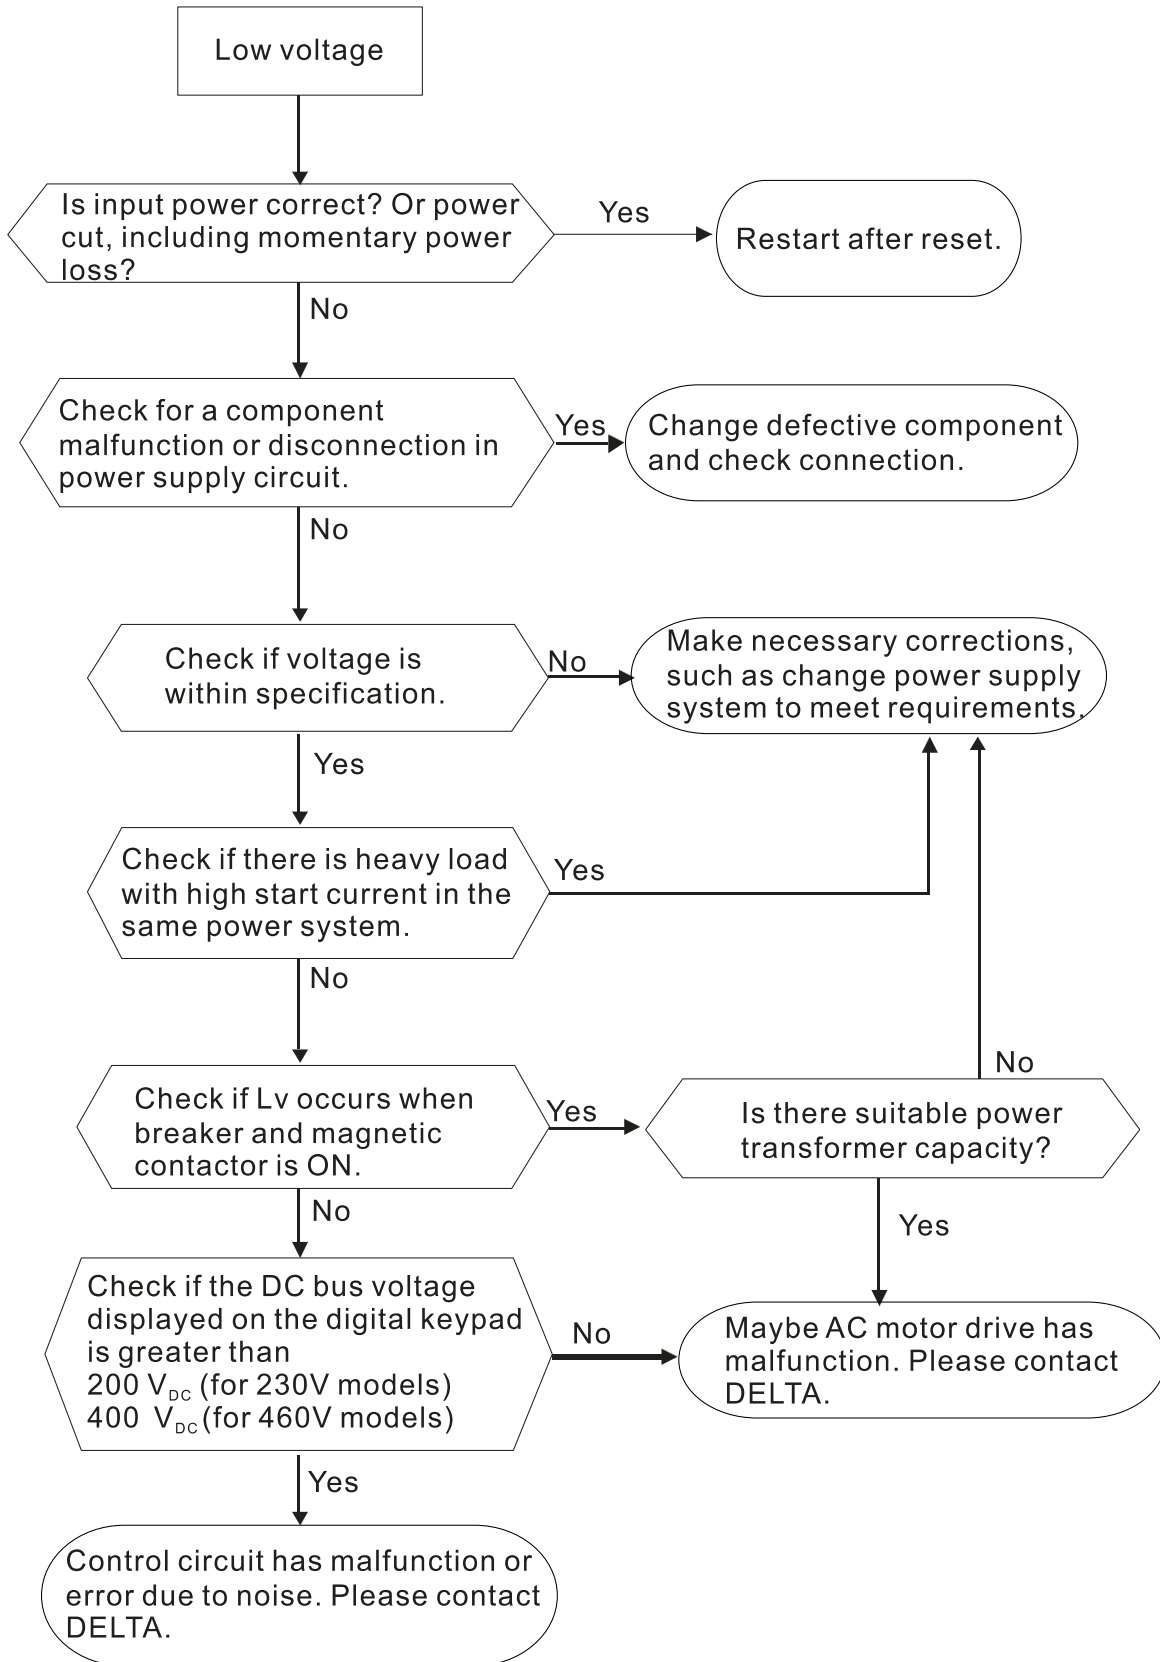 Low voltage
Is input power correct? Or power
cut, including momentary power
loss?
Yes
Restart after reset.
No
Check for a component
malfunction or disconnection in
power supply circuit.
Yes
Change defective component
and check connection.
No
Check if voltage is
within specification.
No
Make necessary corrections,
such as change power supply
system to meet requirements.
Yes
Check if there is heavy load
with high start current in the
same power system.
Yes
No
Check if Lv occurs when
breaker and magnetic
contactor is ON.
Yes
No
Is there suitable power
transformer capacity?
No
Yes
Check if the DC bus voltage
displayed on the digital keypad
is greater than
200 VDC (for 230V models)
400 VDC (for 460V models)
No
Maybe AC motor drive has
malfunction. Please contact
DELTA.
Yes
Control circuit has malfunction or
error due to noise. Please contact
DELTA.